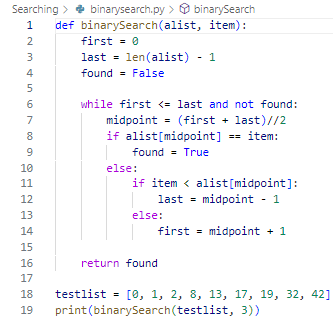 Searching > binarysearch.py > binarySearch
1 def binarySearch(alist, item):
2     first = 0
3     last = len(alist) - 1
4     found = False
5
6     while first <= last and not found:
7         midpoint = (first + last)//2
8         if alist[midpoint] == item:
9             found = True
10         else:
11             if item < alist[midpoint]:
12                 last = midpoint - 1
13             else:
14                 first = midpoint + 1
15
16     return found
17
18 testlist = [0, 1, 2, 8, 13, 17, 19, 32, 42]
19 print(binarySearch(testlist, 3))